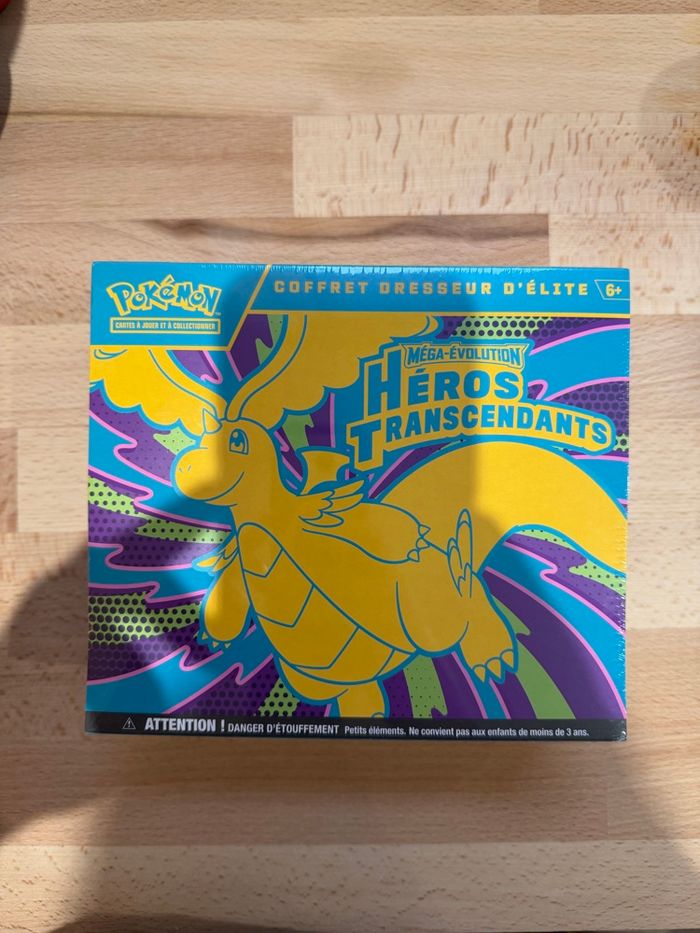 POKéMON
CARTES À JOUER ET À COLLECTIONNER
COFFRET DRESSEUR D'ÉLITE
6+
MÉGA-ÉVOLUTION
HÉROS
TRANSCENDANTS
ATTENTION ! DANGER D'ÉTOUFFEMENT Petits éléments. Ne convient pas aux enfants de moins de 3 ans.